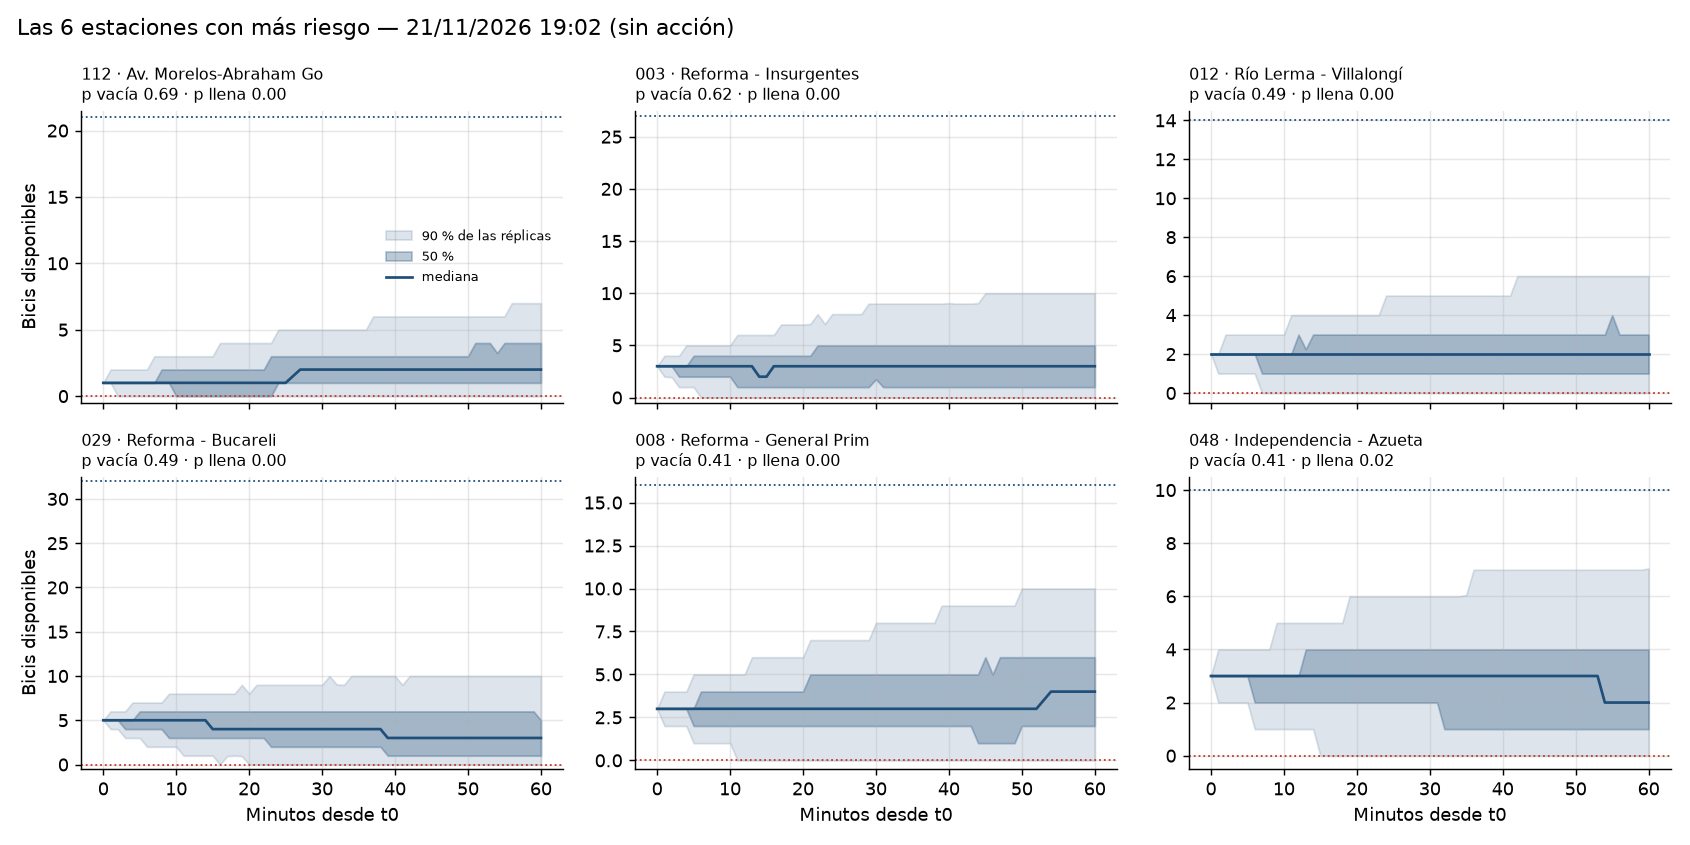 Las 6 estaciones con más riesgo — 21/11/2026 19:02 (sin acción)
112 · Av. Morelos-Abraham Go
p vacía 0.69 · p llena 0.00
20
15
10
5
0
Bicis disponibles
90 % de las réplicas
50 %
mediana
003 · Reforma - Insurgentes
p vacía 0.62 · p llena 0.00
25
20
15
10
5
0
012 · Río Lerma - Villalongí
p vacía 0.49 · p llena 0.00
14
12
10
8
6
4
2
0
029 · Reforma - Bucareli
p vacía 0.49 · p llena 0.00
30
25
20
15
10
5
0
Bicis disponibles
0 10 20 30 40 50 60
Minutos desde t0
008 · Reforma - General Prim
p vacía 0.41 · p llena 0.00
15.0
12.5
10.0
7.5
5.0
2.5
0.0
0 10 20 30 40 50 60
Minutos desde t0
048 · Independencia - Azueta
p vacía 0.41 · p llena 0.02
10
8
6
4
2
0
0 10 20 30 40 50 60
Minutos desde t0